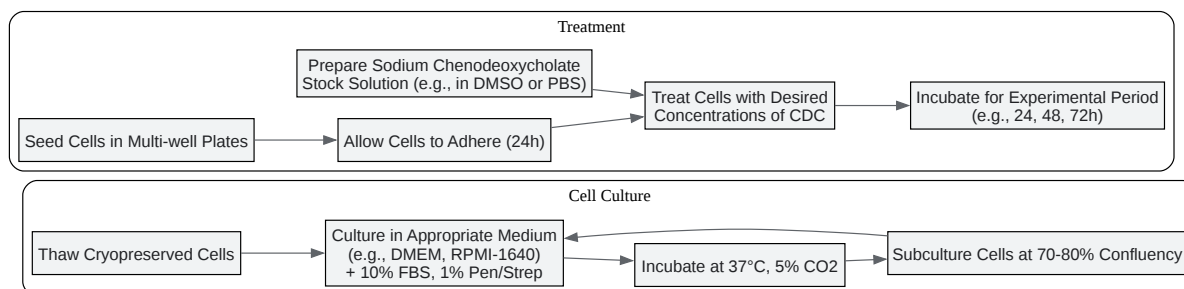 Treatment
Prepare Sodium Chenodeoxycholate
Stock Solution (e.g., in DMSO or PBS)
Seed Cells in Multi-well Plates
Allow Cells to Adhere (24h)
Treat Cells with Desired
Concentrations of CDC
Incubate for Experimental Period
(e.g., 24, 48, 72h)
Cell Culture
Thaw Cryopreserved Cells
Culture in Appropriate Medium
(e.g., DMEM, RPMI-1640)
+ 10% FBS, 1% Pen/Strep
Incubate at 37°C, 5% CO2
Subculture Cells at 70-80% Confluency